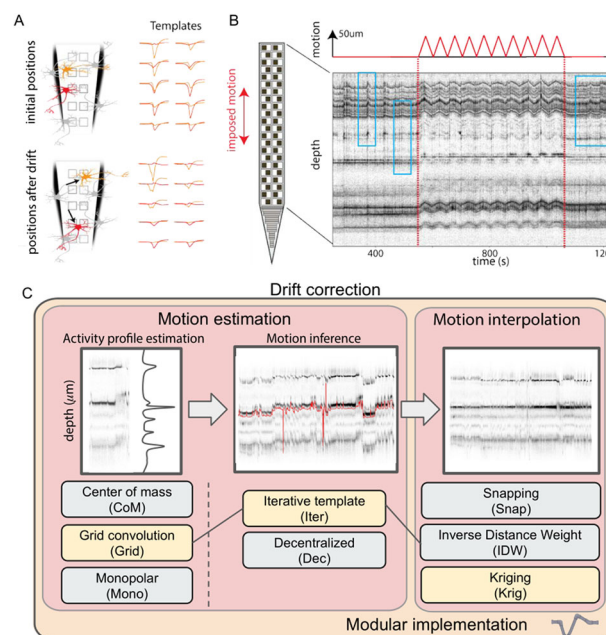 A
Templates
initial positions
positions after drift
B
motion
50um
imposed motion
depth
400
800
1200
time (s)
C
Drift correction
Motion estimation
Motion interpolation
Activity profile estimation
Motion inference
depth (μm)
Center of mass
(CoM)
Grid convolution
(Grid)
Monopolar
(Mono)
Iterative template
(Iter)
Decentralized
(Dec)
Snapping
(Snap)
Inverse Distance Weight
(IDW)
Kriging
(Krig)
Modular implementation